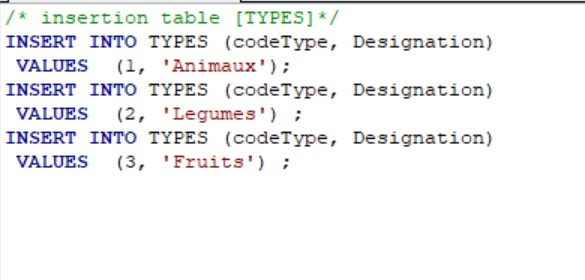 /* insertion table [TYPES]*/
INSERT INTO TYPES (codeType, Designation)
VALUES (1, 'Animaux');
INSERT INTO TYPES (codeType, Designation)
VALUES (2, 'Legumes') ;
INSERT INTO TYPES (codeType, Designation)
VALUES (3, 'Fruits') ;